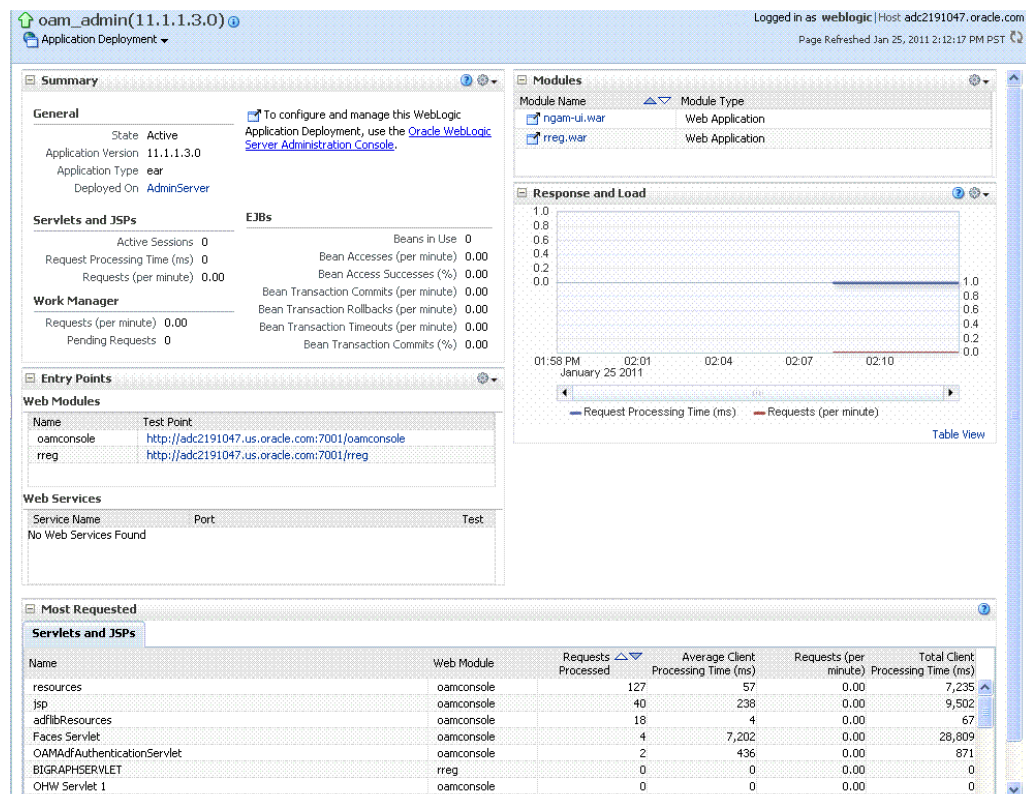 oam_admin(11.1.1.3.0)
Logged in as weblogic|Host adc2191047.oracle.com
Application Deployment
Page Refreshed Jan 25, 2011 2:12:17 PM PST
Summary
General
State Active
Application Version 11.1.1.3.0
Application Type ear
Deployed On AdminServer
To configure and manage this WebLogic
Application Deployment, use the Oracle WebLogic
Server Administration Console.
Servlets and JSPs
Active Sessions 0
Request Processing Time (ms) 0
Requests (per minute) 0.00
Work Manager
Requests (per minute) 0.00
Pending Requests 0
EJBs
Beans in Use 0
Bean Accesses (per minute) 0.00
Bean Access Successes (%) 0.00
Bean Transaction Commits (per minute) 0.00
Bean Transaction Rollbacks (per minute) 0.00
Bean Transaction Timeouts (per minute) 0.00
Bean Transaction Commits (%) 0.00
Modules
Module Name Module Type
ngam-ui.war Web Application
rreg.war Web Application
Response and Load
1.0
0.8
0.6
0.4
0.2
0.0
1.0
0.8
0.6
0.4
0.2
0.0
01:58 PM 02:01 02:04 02:07 02:10
January 25 2011
Request Processing Time (ms) Requests (per minute)
Table View
Entry Points
Web Modules
Name Test Point
oamconsole http://adc2191047.us.oracle.com:7001/oamconsole
rreg http://adc2191047.us.oracle.com:7001/rreg
Web Services
Service Name Port Test
No Web Services Found
Most Requested
Servlets and JSPs
Name Web Module Requests Processed Average Client Processing Time (ms) Requests (per minute) Total Client Processing Time (ms)
resources oamconsole 127 57 0.00 7,235
jsp oamconsole 40 238 0.00 9,502
adflibResources oamconsole 18 4 0.00 67
Faces Servlet oamconsole 4 7,202 0.00 28,809
OAMAdfAuthenticationServlet oamconsole 2 436 0.00 871
BIGRAPHSERVLET rreg 0 0 0.00 0
OHW Servlet 1 oamconsole 0 0 0.00 0